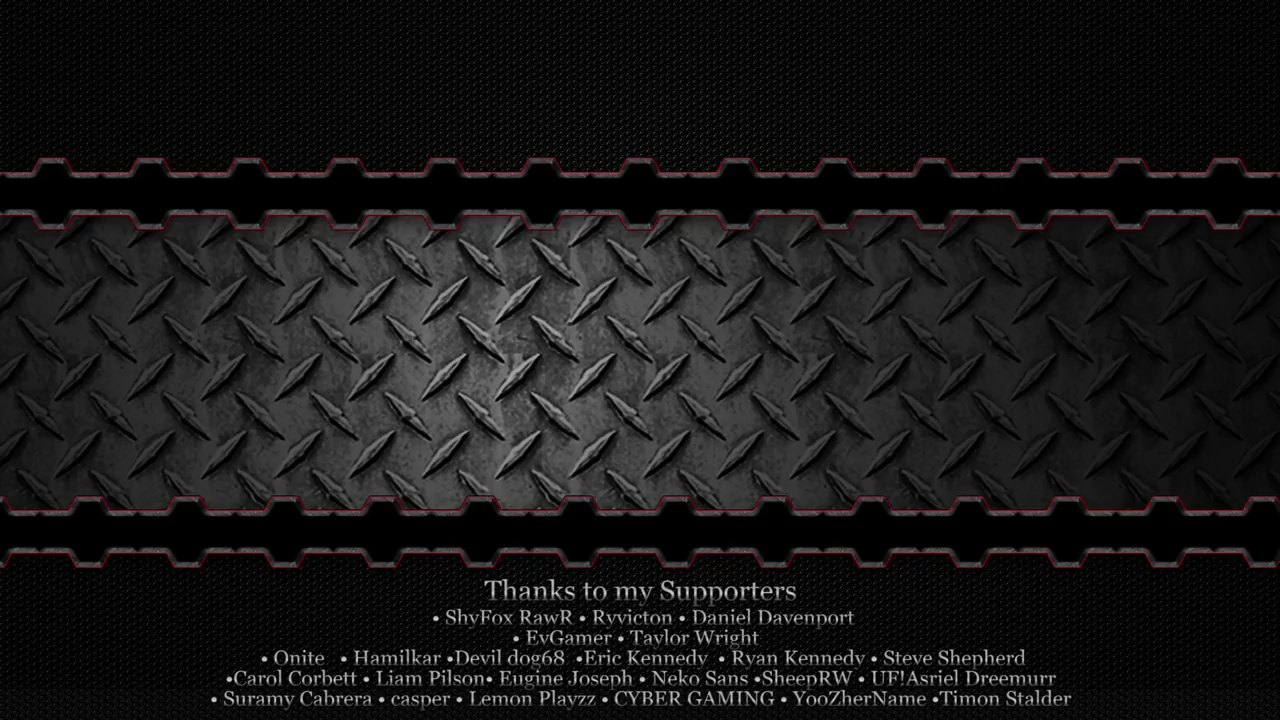 Thanks to my Supporters
• ShyFox RawR • Ryvicton • Daniel Davenport
• EvGamer • Taylor Wright
• Onite • Hamilkar •Devil dog68 •Eric Kennedy • Ryan Kennedy • Steve Shepherd
•Carol Corbett • Liam Pilson• Eugine Joseph • Neko Sans •SheepRW • UF!Asriel Dreemurr
• Suramy Cabrera • casper • Lemon Playzz • CYBER GAMING • YooZherName •Timon Stalder